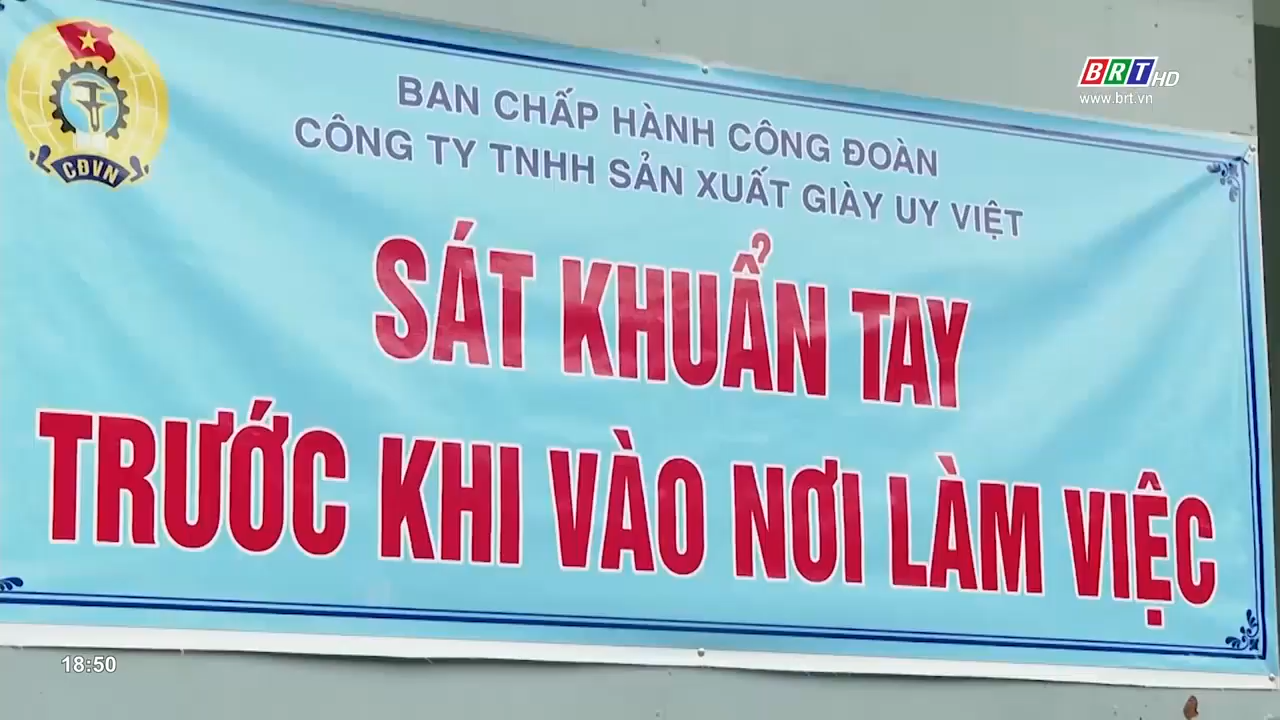 BRT HD
www.brt.vn
CĐVN
BAN CHẤP HÀNH CÔNG ĐOÀN
CÔNG TY TNHH SẢN XUẤT GIÀY UY VIỆT
SÁT KHUẨN TAY
TRƯỚC KHI VÀO NƠI LÀM VIỆC
18:50